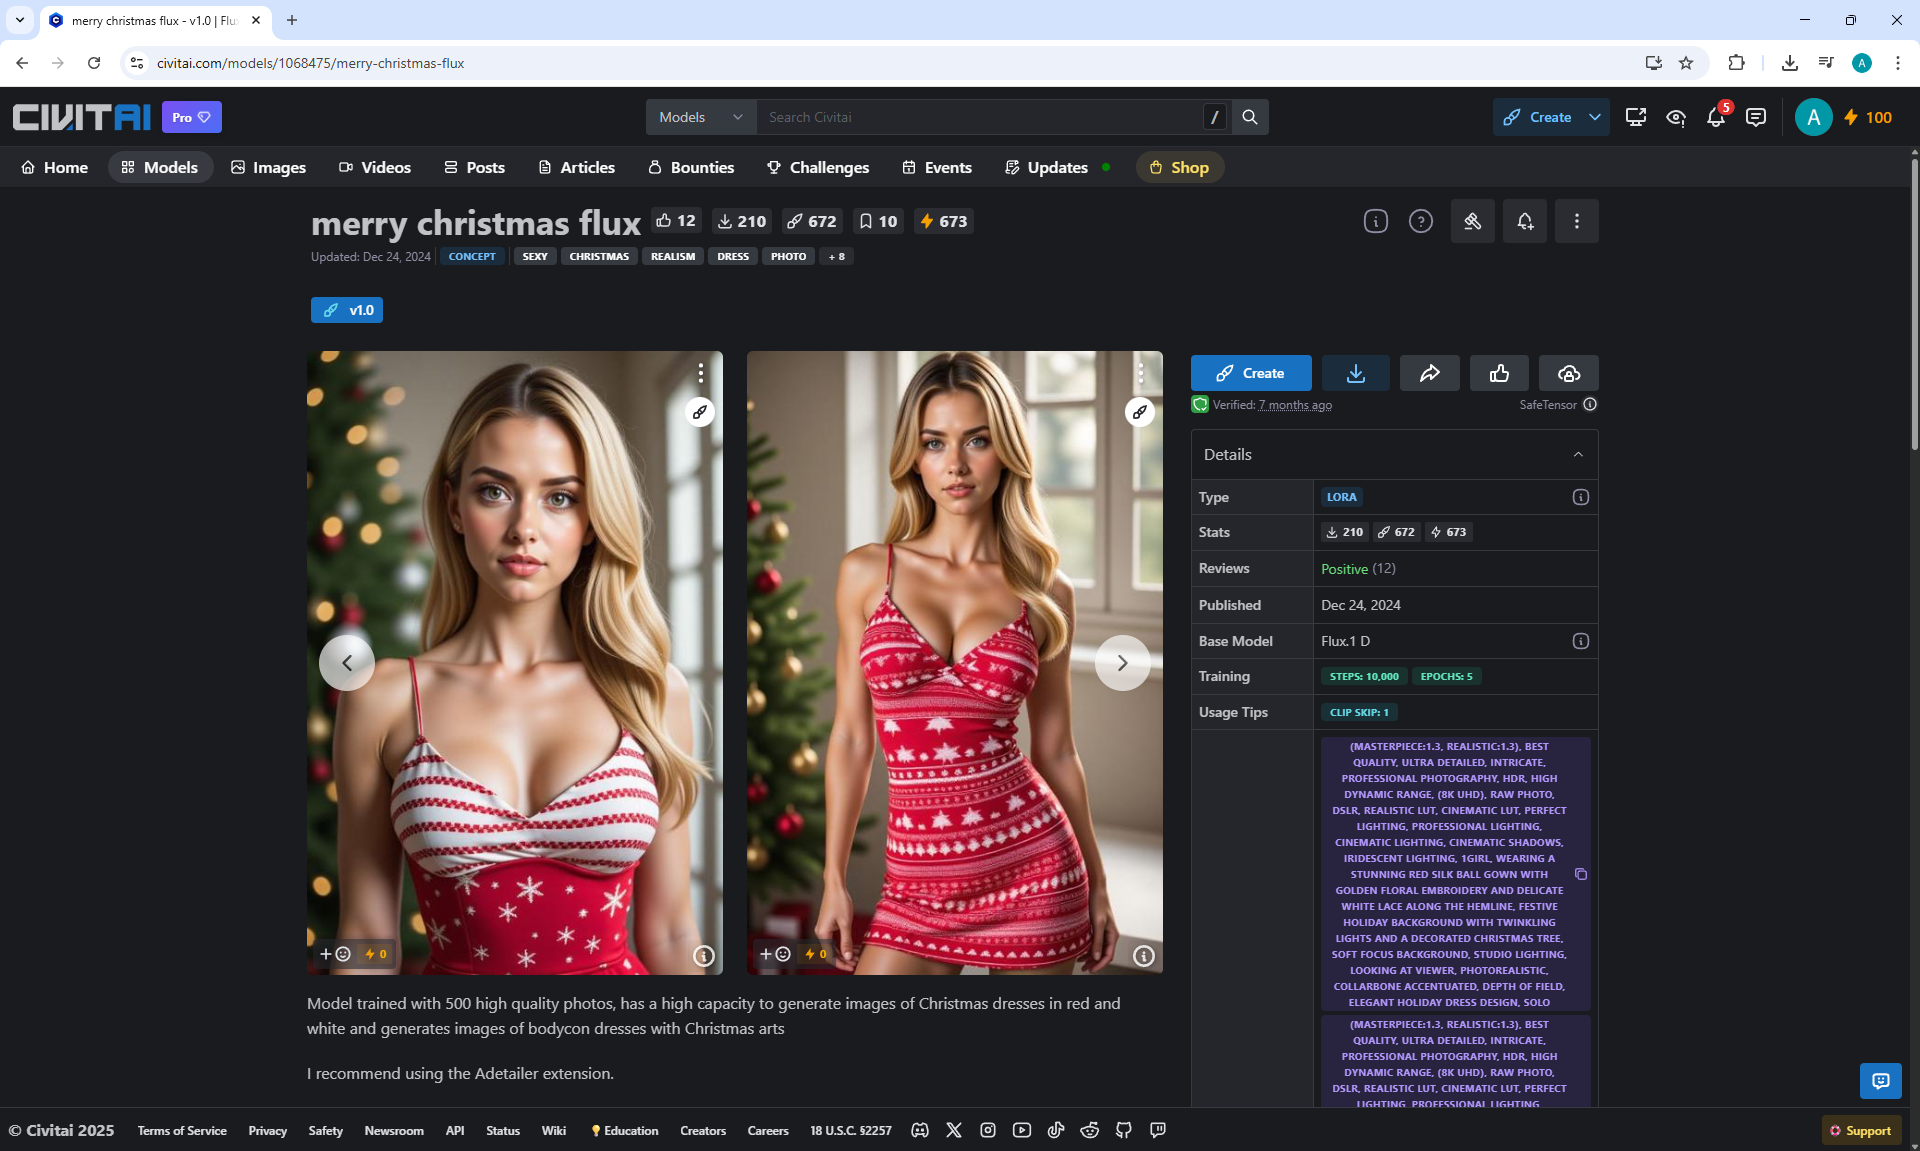 merry christmas flux - v1.0 | Flu
civitai.com/models/1068475/merry-christmas-flux
CIVITAI Pro Models Search Civitai / Create 5 A 100
Home Models Images Videos Posts Articles Bounties Challenges Events Updates Shop
merry christmas flux 12 210 672 10 673
Updated: Dec 24, 2024 CONCEPT SEXY CHRISTMAS REALISM DRESS PHOTO + 8
v1.0
Create
Verified: 7 months ago SafeTensor
Details
Type LORA
Stats 210 672 673
Reviews Positive (12)
Published Dec 24, 2024
Base Model Flux.1 D
Training STEPS: 10,000 EPOCHS: 5
Usage Tips CLIP SKIP: 1
(MASTERPIECE:1.3, REALISTIC:1.3), BEST
QUALITY, ULTRA DETAILED, INTRICATE,
PROFESSIONAL PHOTOGRAPHY, HDR, HIGH
DYNAMIC RANGE, (8K UHD), RAW PHOTO,
DSLR, REALISTIC LUT, CINEMATIC LUT, PERFECT
LIGHTING, PROFESSIONAL LIGHTING,
CINEMATIC LIGHTING, CINEMATIC SHADOWS,
IRIDESCENT LIGHTING, 1GIRL, WEARING A
STUNNING RED SILK BALL GOWN WITH
GOLDEN FLORAL EMBROIDERY AND DELICATE
WHITE LACE ALONG THE HEMLINE, FESTIVE
HOLIDAY BACKGROUND WITH TWINKLING
LIGHTS AND A DECORATED CHRISTMAS TREE,
SOFT FOCUS BACKGROUND, STUDIO LIGHTING,
LOOKING AT VIEWER, PHOTOREALISTIC,
COLLARBONE ACCENTUATED, DEPTH OF FIELD,
ELEGANT HOLIDAY DRESS DESIGN, SOLO
(MASTERPIECE:1.3, REALISTIC:1.3), BEST
QUALITY, ULTRA DETAILED, INTRICATE,
PROFESSIONAL PHOTOGRAPHY, HDR, HIGH
DYNAMIC RANGE, (8K UHD), RAW PHOTO,
DSLR, REALISTIC LUT, CINEMATIC LUT, PERFECT
LIGHTING, PROFESSIONAL LIGHTING
0
0
Model trained with 500 high quality photos, has a high capacity to generate images of Christmas dresses in red and
white and generates images of bodycon dresses with Christmas arts
I recommend using the Adetailer extension.
© Civitai 2025 Terms of Service Privacy Safety Newsroom API Status Wiki Education Creators Careers 18 U.S.C. §2257 Support